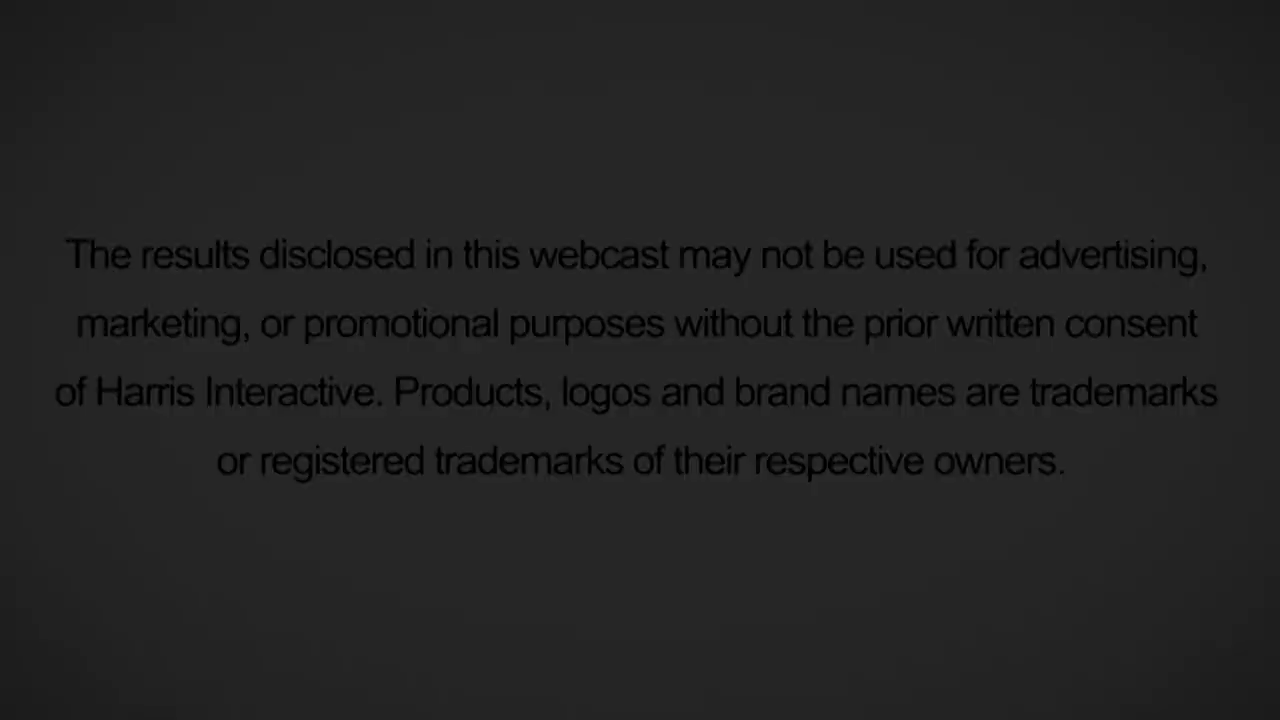 The results disclosed in this webcast may not be used for advertising,
marketing, or promotional purposes without the prior written consent
of Harris Interactive. Products, logos and brand names are trademarks
or registered trademarks of their respective owners.